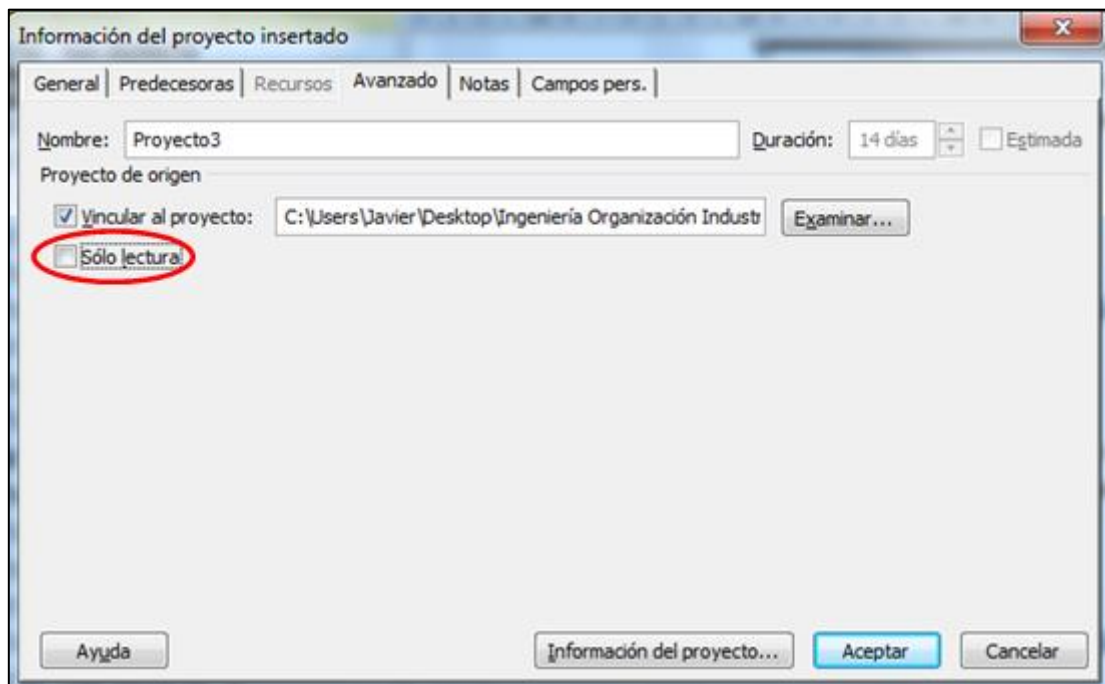 Información del proyecto insertado
General Predecesoras Recursos Avanzado Notas Campos pers.
Nombre: Proyecto3 Duración: 14 días Estimada
Proyecto de origen
Vincular al proyecto: C:\Users\Javier\Desktop\Ingeniería Organización Industr Examinar...
Sólo lectura
Ayuda Información del proyecto... Aceptar Cancelar